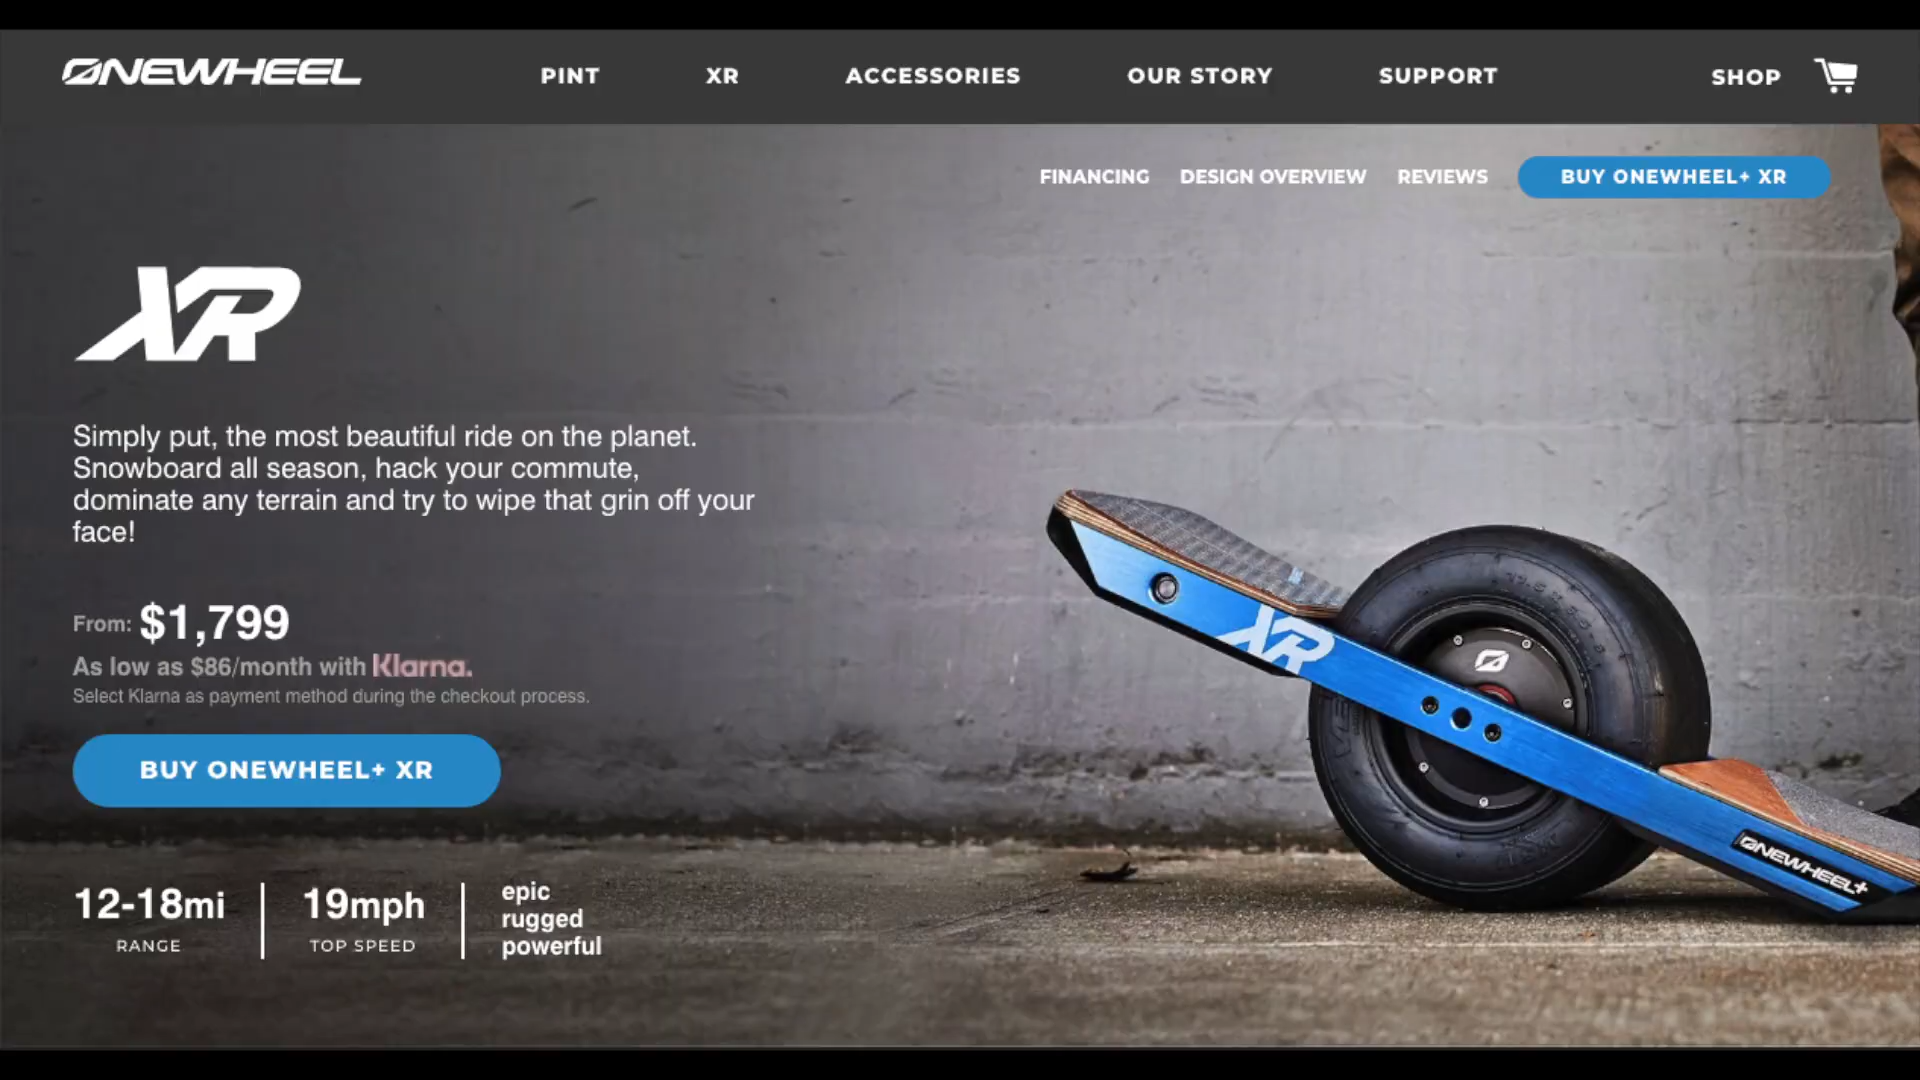 ONEWHEEL
PINT
XR
ACCESSORIES
OUR STORY
SUPPORT
SHOP
FINANCING
DESIGN OVERVIEW
REVIEWS
BUY ONEWHEEL+ XR
XR
Simply put, the most beautiful ride on the planet.
Snowboard all season, hack your commute,
dominate any terrain and try to wipe that grin off your
face!
From: $1,799
As low as $86/month with Klarna.
Select Klarna as payment method during the checkout process.
BUY ONEWHEEL+ XR
12-18mi
RANGE
19mph
TOP SPEED
epic
rugged
powerful
XR
ONEWHEEL+